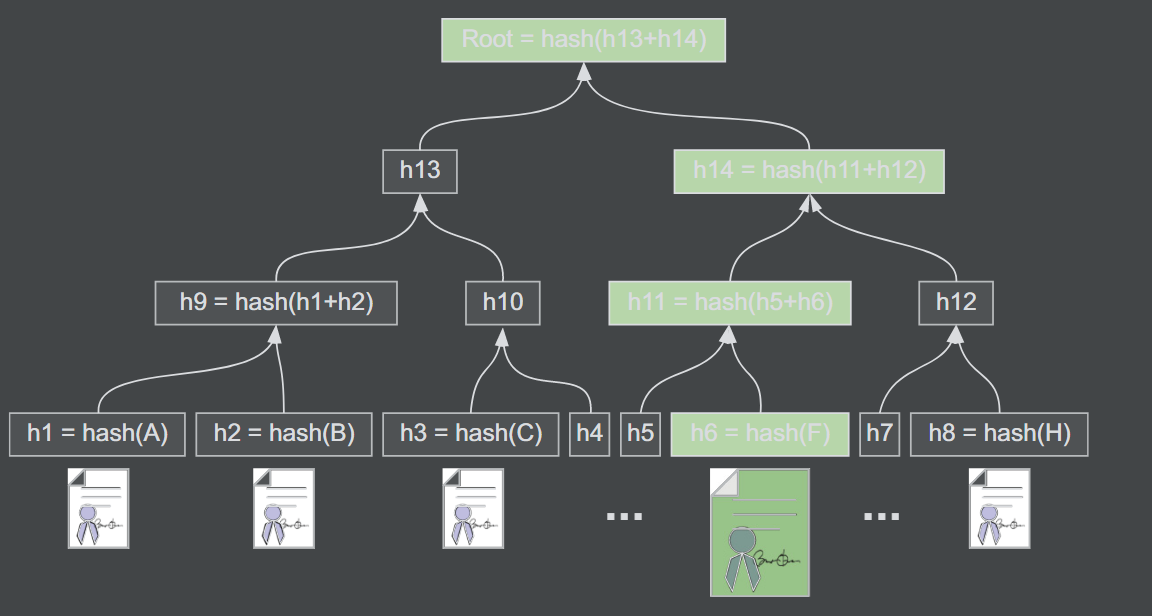 Root = hash(h13+h14)
h13
h14 = hash(h11+h12)
h9 = hash(h1+h2)
h10
h11 = hash(h5+h6)
h12
h1 = hash(A)
h2 = hash(B)
h3 = hash(C)
h4
h5
h6 = hash(F)
h7
h8 = hash(H)
...
...